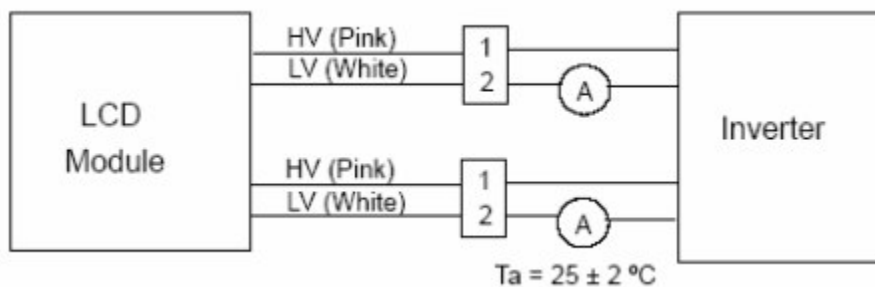 HV (Pink)
1
LV (White)
2
A
LCD
Module
Inverter
HV (Pink)
1
LV (White)
2
A
Ta = 25 ± 2 ºC